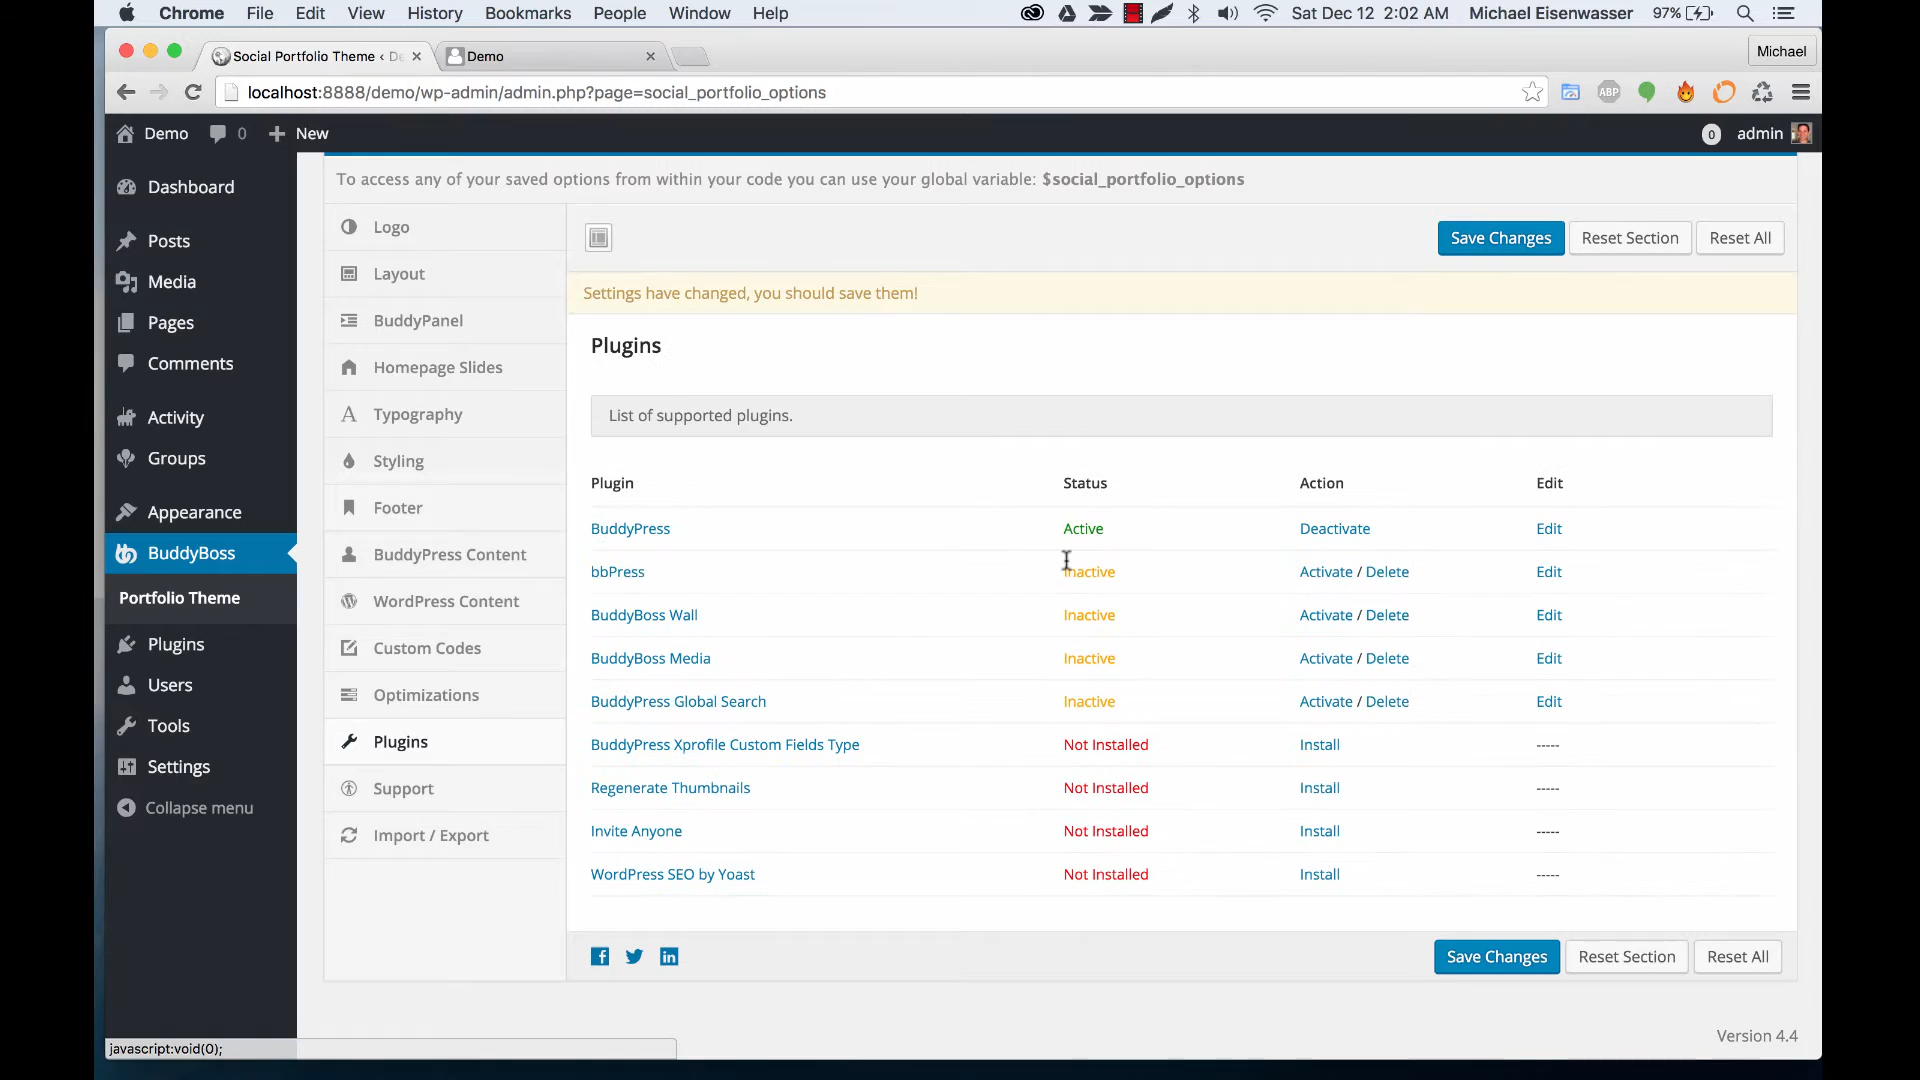 Chrome File Edit View History Bookmarks People Window Help Sat Dec 12 2:02 AM Michael Eisenwasser 97%
Social Portfolio Theme ‹ De Demo Michael
localhost:8888/demo/wp-admin/admin.php?page=social_portfolio_options ABP
Demo 0 New 0 admin
To access any of your saved options from within your code you can use your global variable: $social_portfolio_options
Dashboard
Posts
Media
Pages
Comments
Activity
Groups
Appearance
BuddyBoss
Portfolio Theme
Plugins
Users
Tools
Settings
Collapse menu
Logo
Layout
BuddyPanel
Homepage Slides
Typography
Styling
Footer
BuddyPress Content
WordPress Content
Custom Codes
Optimizations
Plugins
Support
Import / Export
Save Changes Reset Section Reset All
Settings have changed, you should save them!
Plugins
List of supported plugins.
Plugin Status Action Edit
BuddyPress Active Deactivate Edit
bbPress Inactive Activate / Delete Edit
BuddyBoss Wall Inactive Activate / Delete Edit
BuddyBoss Media Inactive Activate / Delete Edit
BuddyPress Global Search Inactive Activate / Delete Edit
BuddyPress Xprofile Custom Fields Type Not Installed Install -----
Regenerate Thumbnails Not Installed Install -----
Invite Anyone Not Installed Install -----
WordPress SEO by Yoast Not Installed Install -----
Save Changes Reset Section Reset All
Version 4.4
javascript:void(0);